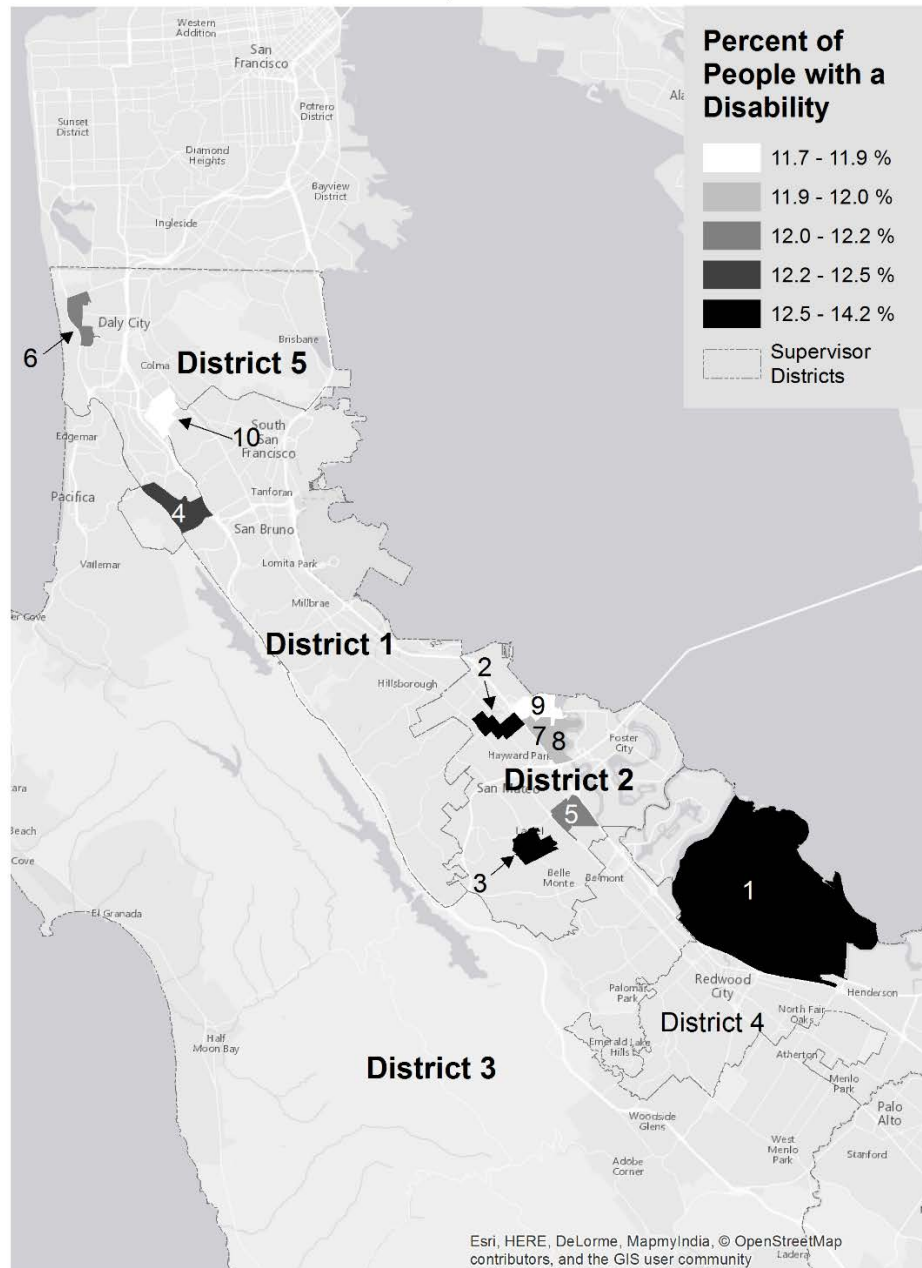 Percent of
People with a
Disability
11.7 - 11.9 %
11.9 - 12.0 %
12.0 - 12.2 %
12.2 - 12.5 %
12.5 - 14.2 %
Supervisor
Districts
Western
Addition
San
Francisco
Sunset
District
Potrero
District
Diamond
Heights
Bayview
District
Ingleside
Daly City
6
Brisbane
Colma
District 5
10
Edgemar
South
San
Francisco
Pacifica
4
Tanforan
San Bruno
Lomita Park
Millbrae
District 1
2
Hillsborough
9
7
8
Foster
City
Hayward Park
District 2
5
3
Belle
Monte
Belmont
1
El Granada
Redwood
City
Henderson
Palomar
Park
North Fair
Oaks
District 4
Emerald Lake
Hills
Atherton
Half
Moon Bay
District 3
Menlo
Park
Palo
Alto
Woodside
Glens
West
Menlo
Park
Stanford
Adobe
Corner
Ladera
Beach
Cove
Esri, HERE, DeLorme, MapmyIndia, © OpenStreetMap
contributors, and the GIS user community